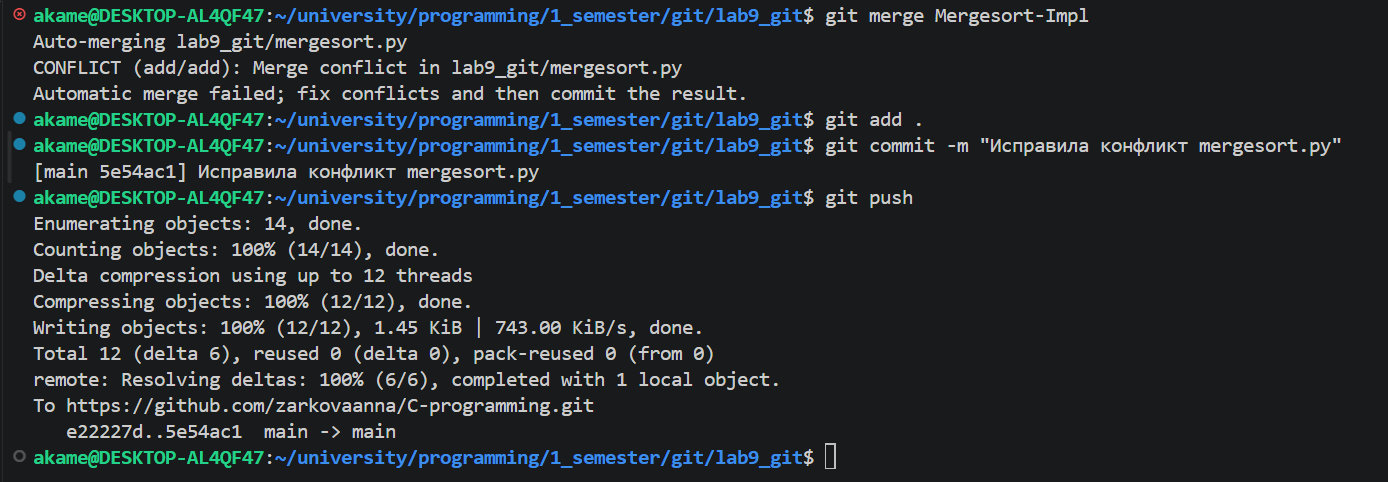 akame@DESKTOP-AL4QF47:~/university/programming/1_semester/git/lab9_git$ git merge Mergesort-Impl
Auto-merging lab9_git/mergesort.py
CONFLICT (add/add): Merge conflict in lab9_git/mergesort.py
Automatic merge failed; fix conflicts and then commit the result.
akame@DESKTOP-AL4QF47:~/university/programming/1_semester/git/lab9_git$ git add .
akame@DESKTOP-AL4QF47:~/university/programming/1_semester/git/lab9_git$ git commit -m "Исправила конфликт mergesort.py"
[main 5e54ac1] Исправила конфликт mergesort.py
akame@DESKTOP-AL4QF47:~/university/programming/1_semester/git/lab9_git$ git push
Enumerating objects: 14, done.
Counting objects: 100% (14/14), done.
Delta compression using up to 12 threads
Compressing objects: 100% (12/12), done.
Writing objects: 100% (12/12), 1.45 KiB | 743.00 KiB/s, done.
Total 12 (delta 6), reused 0 (delta 0), pack-reused 0 (from 0)
remote: Resolving deltas: 100% (6/6), completed with 1 local object.
To https://github.com/zarkovaanna/C-programming.git
   e22227d..5e54ac1  main -> main
akame@DESKTOP-AL4QF47:~/university/programming/1_semester/git/lab9_git$